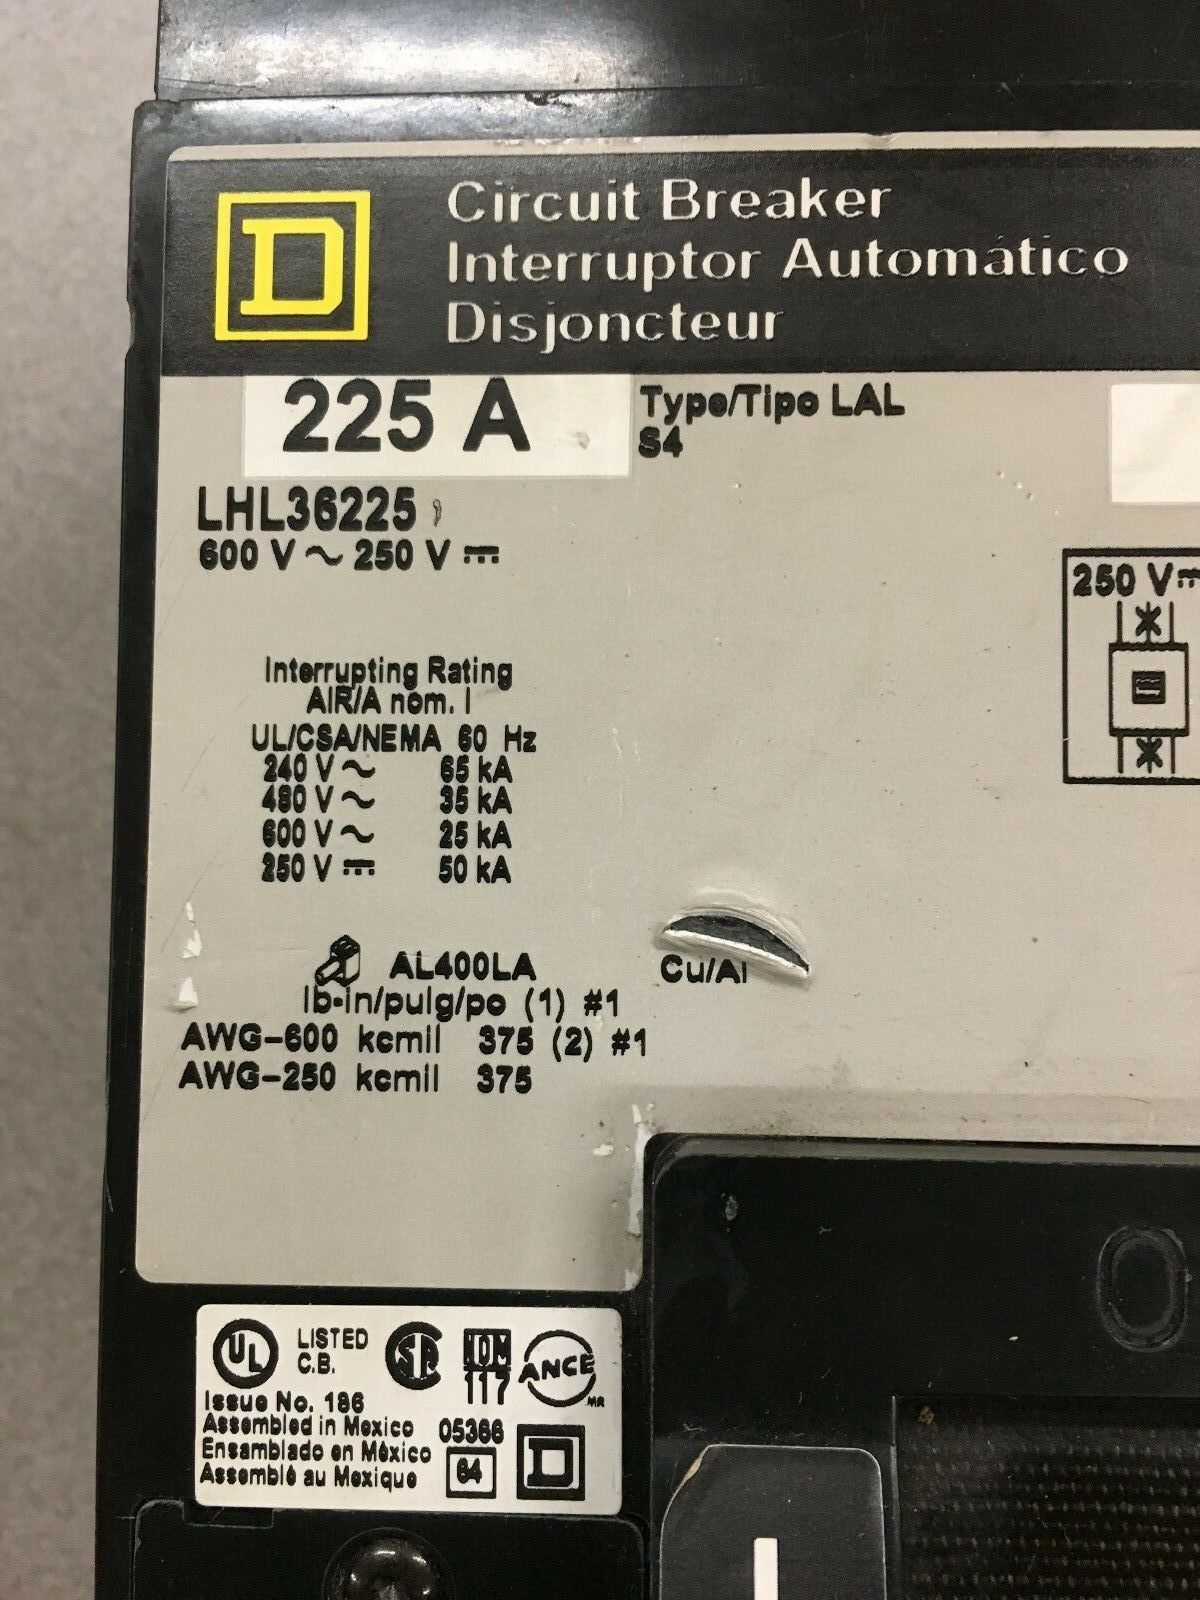 D
Circuit Breaker
Interruptor Automático
Disjoncteur
225 A
Type/Tipo LAL
S4
LHL36225
600 V ~ 250 V ⎓
250 V ⎓
Interrupting Rating
AIR/A nom. I
UL/CSA/NEMA 60 Hz
240 V ~ 65 kA
480 V ~ 35 kA
600 V ~ 25 kA
250 V ⎓ 50 kA
AL400LA Cu/Al
lb-in/pulg/po (1) #1
AWG-600 kcmil 375 (2) #1
AWG-250 kcmil 375
UL LISTED C.B. SA NOM 117 ANCE MR
Issue No. 186
Assembled in Mexico 05366
Ensamblado en México
Assemblé au Mexique 64 D